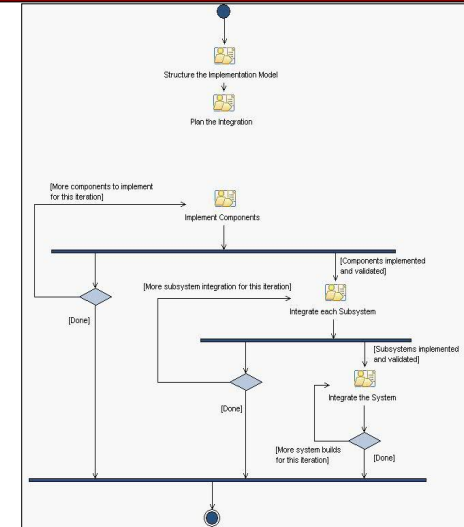 Structure the Implementation Model
Plan the Integration
[More components to implement
for this iteration]
Implement Components
[Components implemented
and validated]
[More subsystem integration for this iteration]
Integrate each Subsystem
[Done]
[Subsystems implemented
and validated]
Integrate the System
[Done]
[More system builds
for this iteration]
[Done]